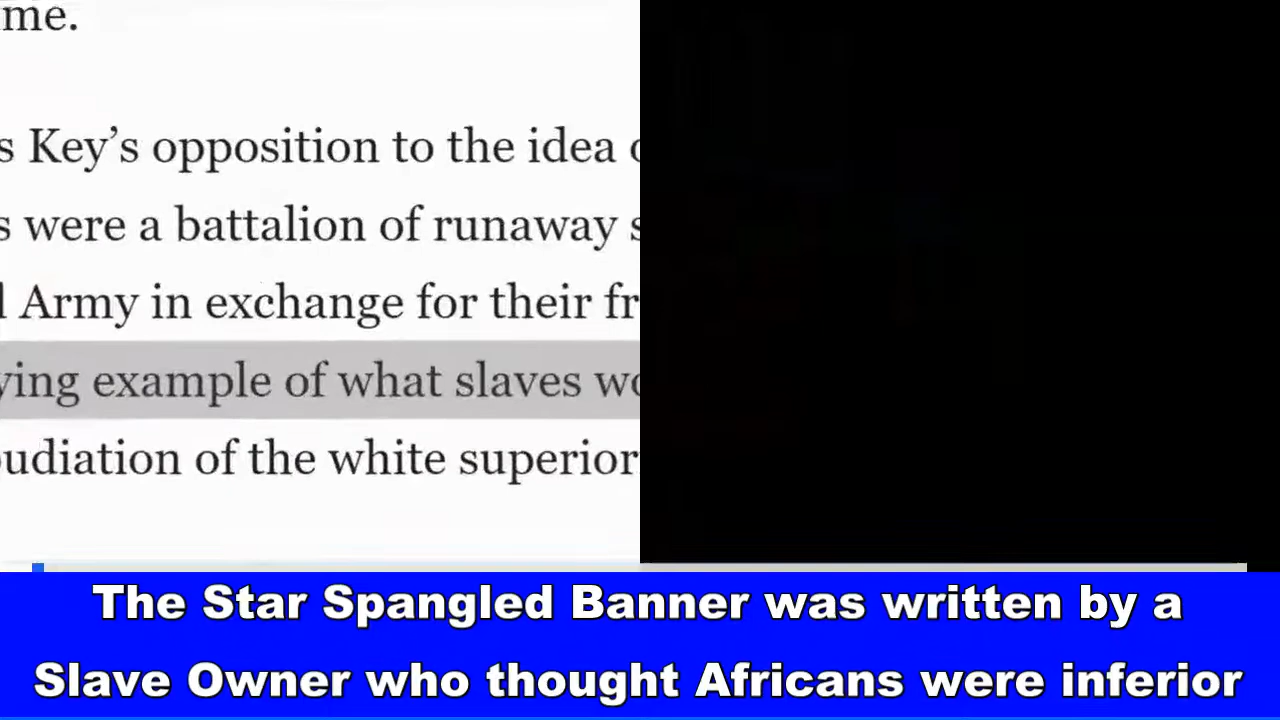 me.
s Key's opposition to the idea
s were a battalion of runaway s
Army in exchange for their fr
ying example of what slaves wo
udiation of the white superior
The Star Spangled Banner was written by a
Slave Owner who thought Africans were inferior